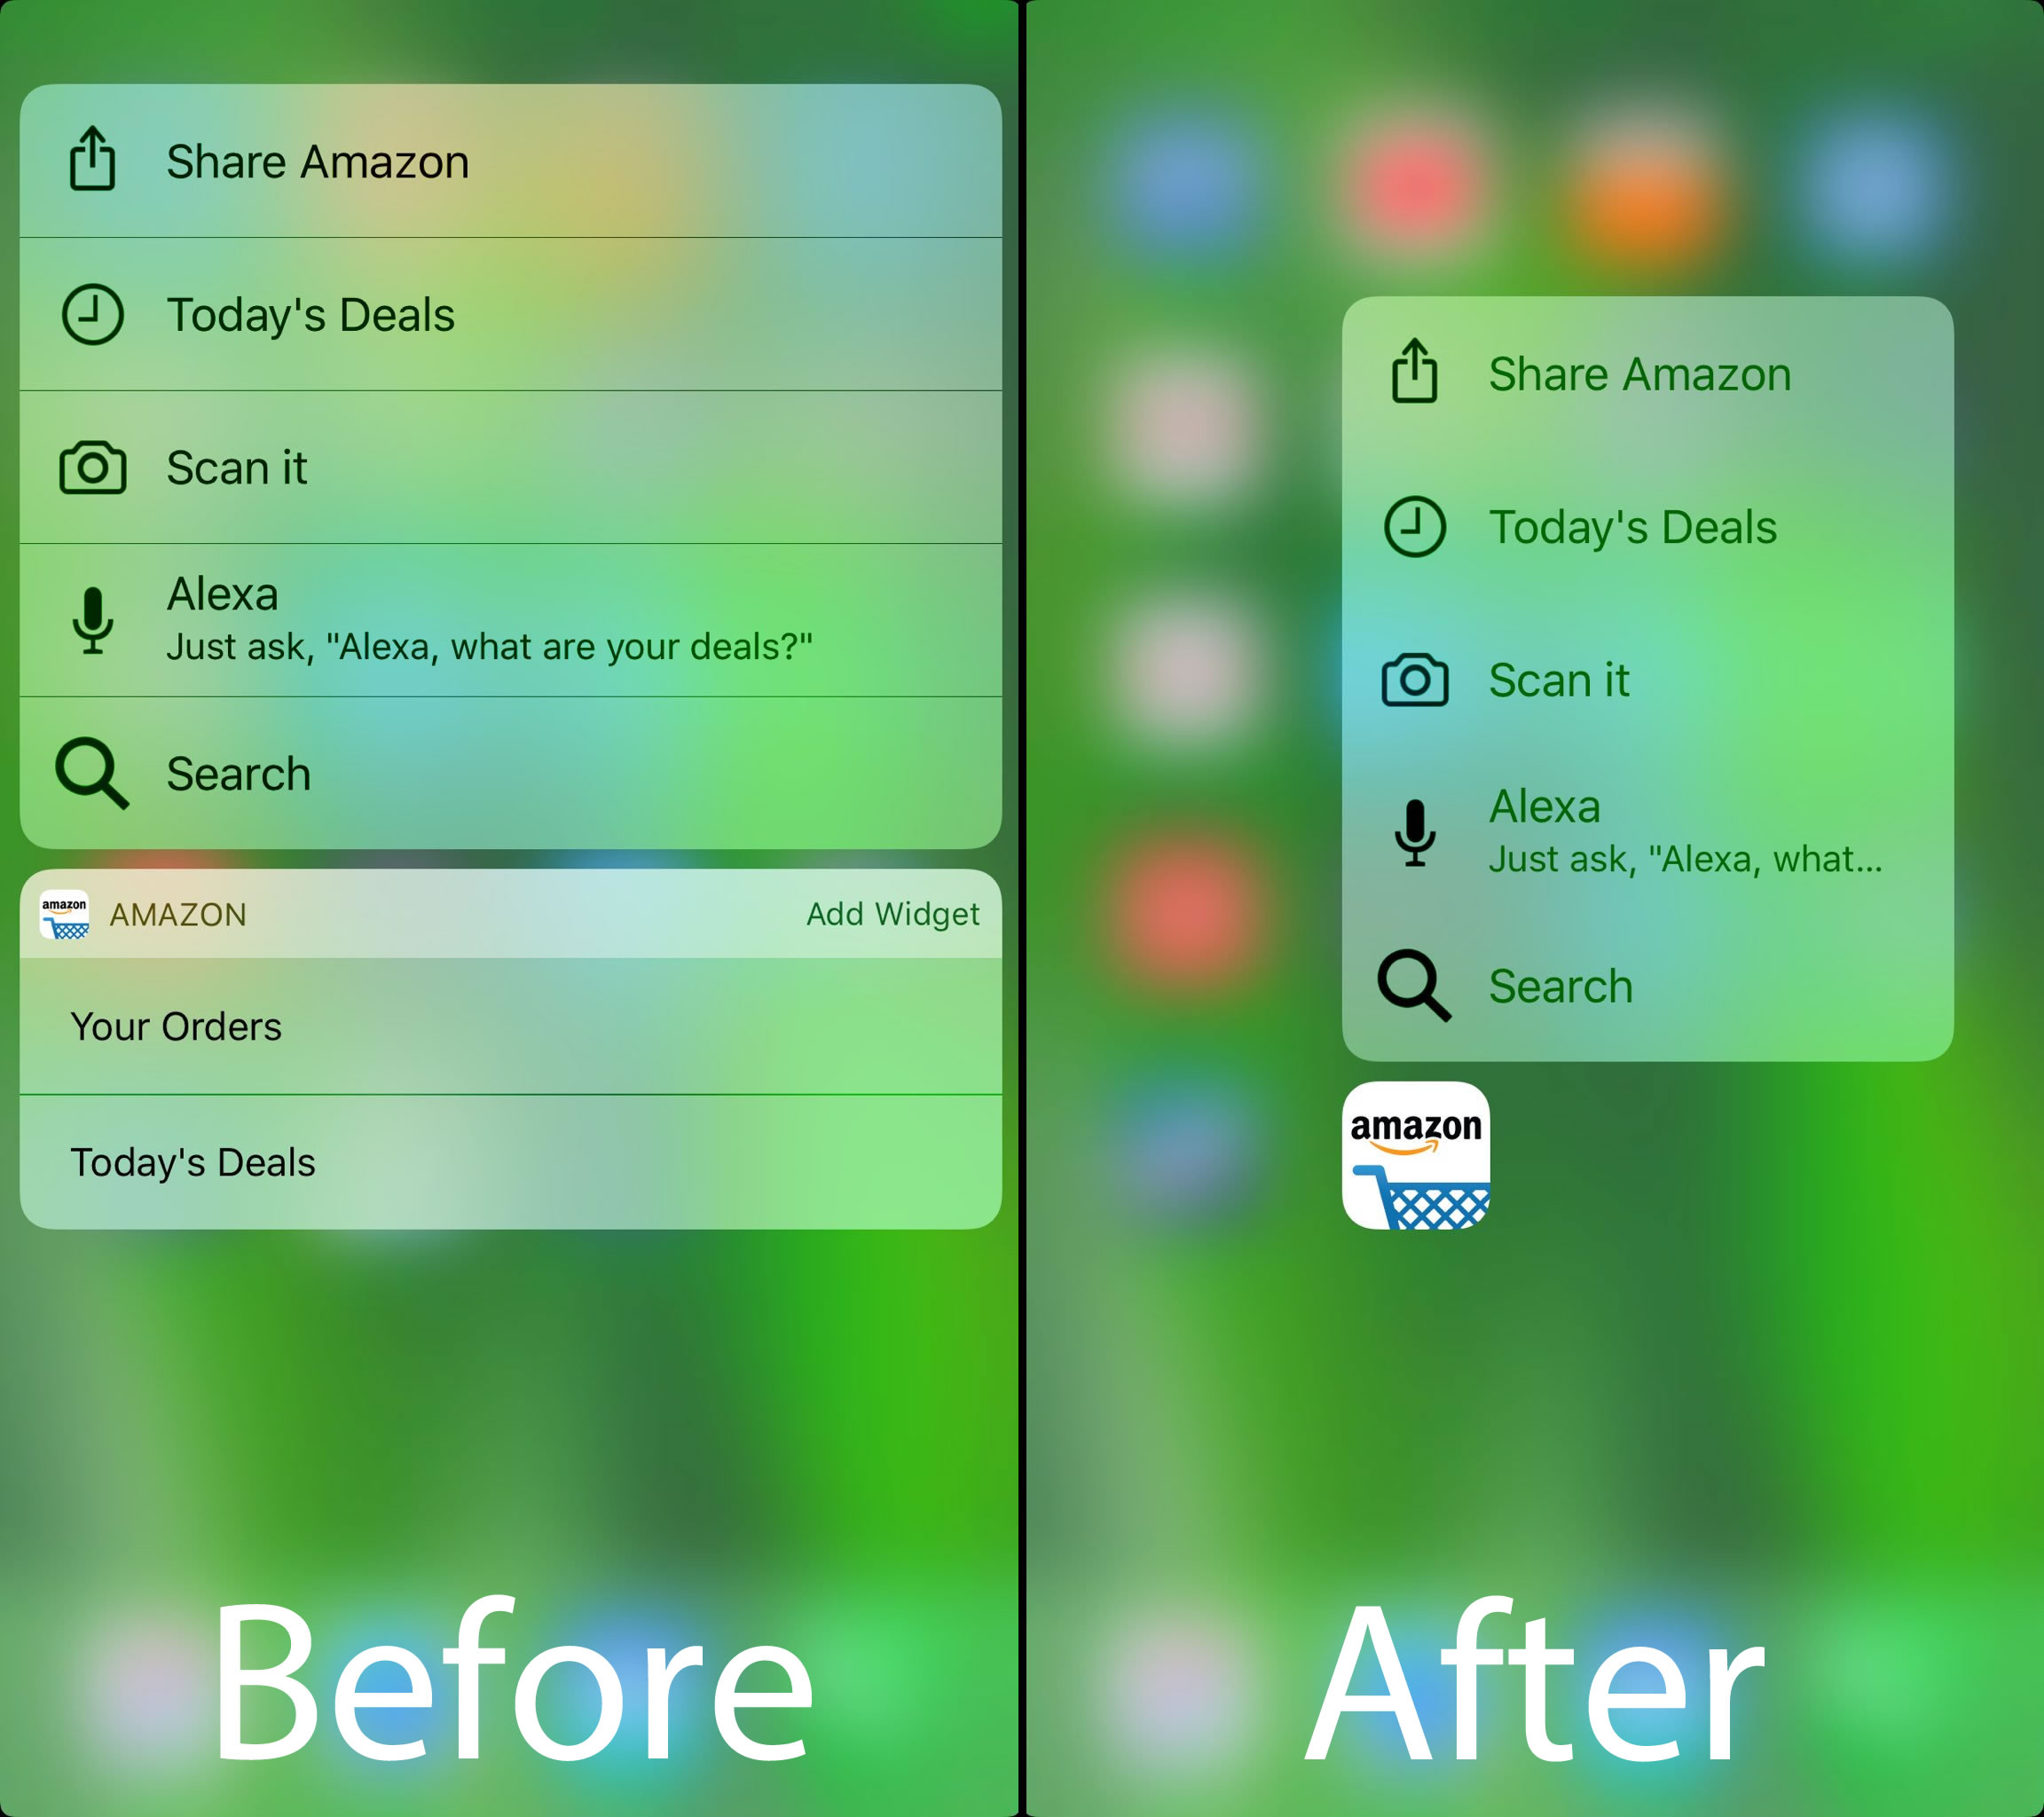 Share Amazon
Today's Deals
Scan it
Alexa
Just ask, "Alexa, what are your deals?"
Search
amazon
AMAZON
Add Widget
Your Orders
Today's Deals
Before
Share Amazon
Today's Deals
Scan it
Alexa
Just ask, "Alexa, what...
Search
amazon
After